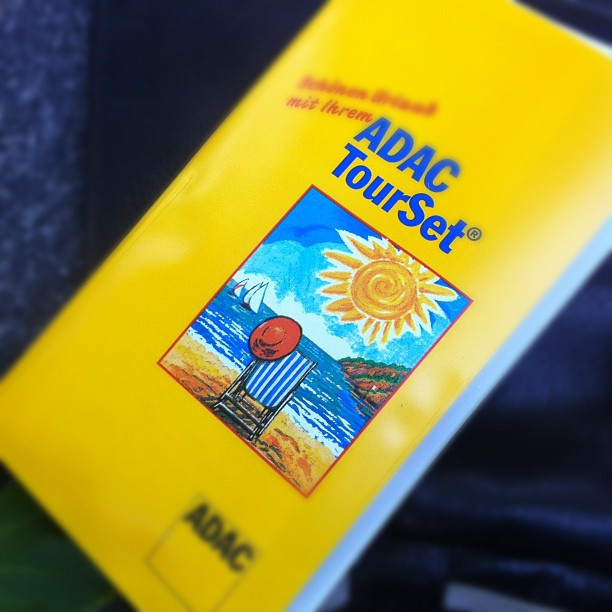 Schönen Urlaub
mit Ihrem
ADAC
TourSet®
ADAC